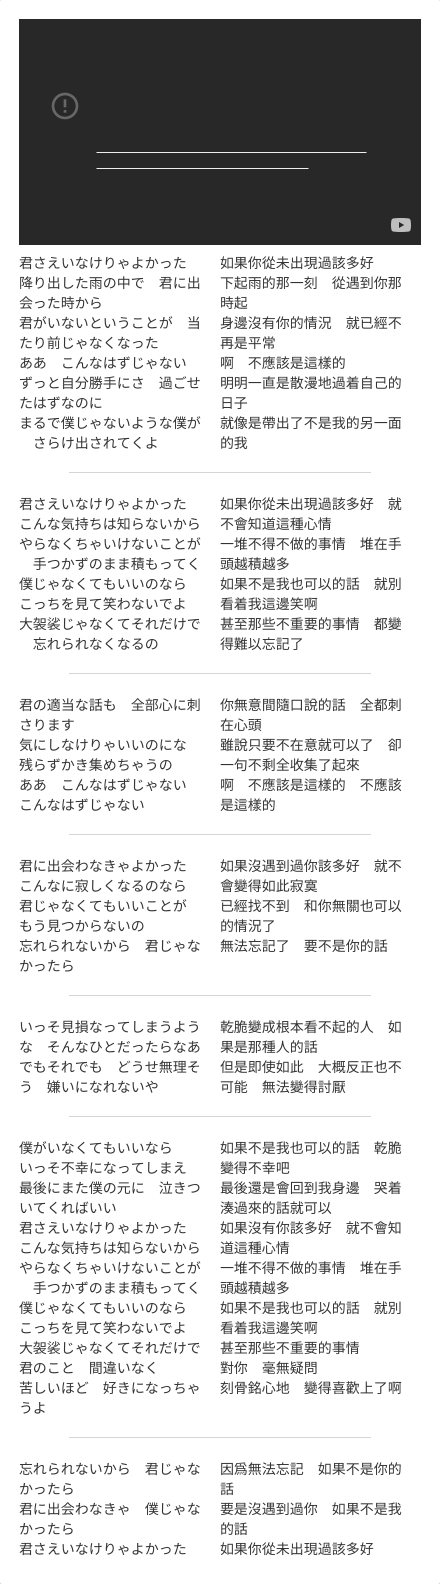 君さえいなけりゃよかった
降り出した雨の中で　君に出
会った時から
君がいないということが　当
たり前じゃなくなった
ああ　こんなはずじゃない
ずっと自分勝手にさ　過ごせ
たはずなのに
まるで僕じゃないような僕が
　さらけ出されてくよ
如果你從未出現過該多好
下起雨的那一刻　從遇到你那
時起
身邊沒有你的情況　就已經不
再是平常
啊　不應該是這樣的
明明一直是散漫地過着自己的
日子
就像是帶出了不是我的另一面
的我
君さえいなけりゃよかった
こんな気持ちは知らないから
やらなくちゃいけないことが
　手つかずのまま積もってく
僕じゃなくてもいいのなら
こっちを見て笑わないでよ
大袈裟じゃなくてそれだけで
　忘れられなくなるの
如果你從未出現過該多好　就
不會知道這種心情
一堆不得不做的事情　堆在手
頭越積越多
如果不是我也可以的話　就別
看着我這邊笑啊
甚至那些不重要的事情　都變
得難以忘記了
君の適当な話も　全部心に刺
さります
気にしなけりゃいいのにな
残らずかき集めちゃうの
ああ　こんなはずじゃない
こんなはずじゃない
你無意間隨口說的話　全都刺
在心頭
雖說只要不在意就可以了　卻
一句不剩全收集了起來
啊　不應該是這樣的　不應該
是這樣的
君に出会わなきゃよかった
こんなに寂しくなるのなら
君じゃなくてもいいことが
もう見つからないの
忘れられないから　君じゃな
かったら
如果沒遇到過你該多好　就不
會變得如此寂寞
已經找不到　和你無關也可以
的情況了
無法忘記了　要不是你的話
いっそ見損なってしまうよう
な　そんなひとだったらなあ
でもそれでも　どうせ無理そ
う　嫌いになれないや
乾脆變成根本看不起的人　如
果是那種人的話
但是即使如此　大概反正也不
可能　無法變得討厭
僕がいなくてもいいなら
いっそ不幸になってしまえ
最後にまた僕の元に　泣きつ
いてくればいい
君さえいなけりゃよかった
こんな気持ちは知らないから
やらなくちゃいけないことが
　手つかずのまま積もってく
僕じゃなくてもいいのなら
こっちを見て笑わないでよ
大袈裟じゃなくてそれだけで
君のこと　間違いなく
苦しいほど　好きになっちゃ
うよ
如果不是我也可以的話　乾脆
變得不幸吧
最後還是會回到我身邊　哭着
湊過來的話就可以
如果沒有你該多好　就不會知
道這種心情
一堆不得不做的事情　堆在手
頭越積越多
如果不是我也可以的話　就別
看着我這邊笑啊
甚至那些不重要的事情
對你　毫無疑問
刻骨銘心地　變得喜歡上了啊
忘れられないから　君じゃな
かったら
君に出会わなきゃ　僕じゃな
かったら
君さえいなけりゃよかった
因爲無法忘記　如果不是你的
話
要是沒遇到過你　如果不是我
的話
如果你從未出現過該多好